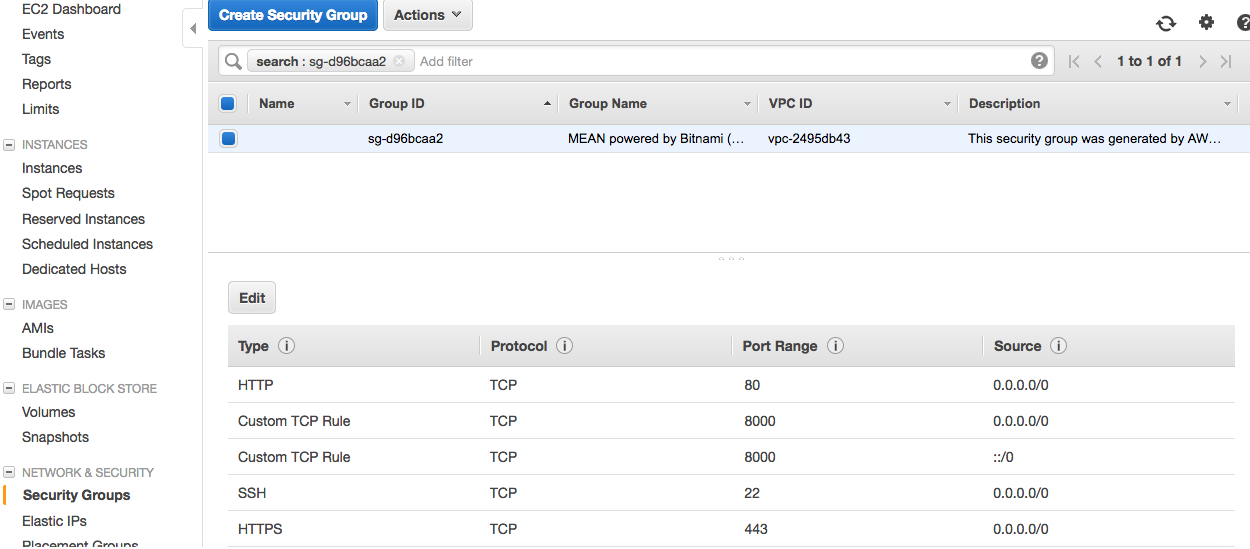 EC2 Dashboard
Events
Tags
Reports
Limits
INSTANCES
Instances
Spot Requests
Reserved Instances
Scheduled Instances
Dedicated Hosts
IMAGES
AMIs
Bundle Tasks
ELASTIC BLOCK STORE
Volumes
Snapshots
NETWORK & SECURITY
Security Groups
Elastic IPs
Placement Groups
Create Security Group Actions
search : sg-d96bcaa2 Add filter 1 to 1 of 1
Name Group ID Group Name VPC ID Description
sg-d96bcaa2 MEAN powered by Bitnami (... vpc-2495db43 This security group was generated by AW...
Edit
Type Protocol Port Range Source
HTTP TCP 80 0.0.0.0/0
Custom TCP Rule TCP 8000 0.0.0.0/0
Custom TCP Rule TCP 8000 ::/0
SSH TCP 22 0.0.0.0/0
HTTPS TCP 443 0.0.0.0/0